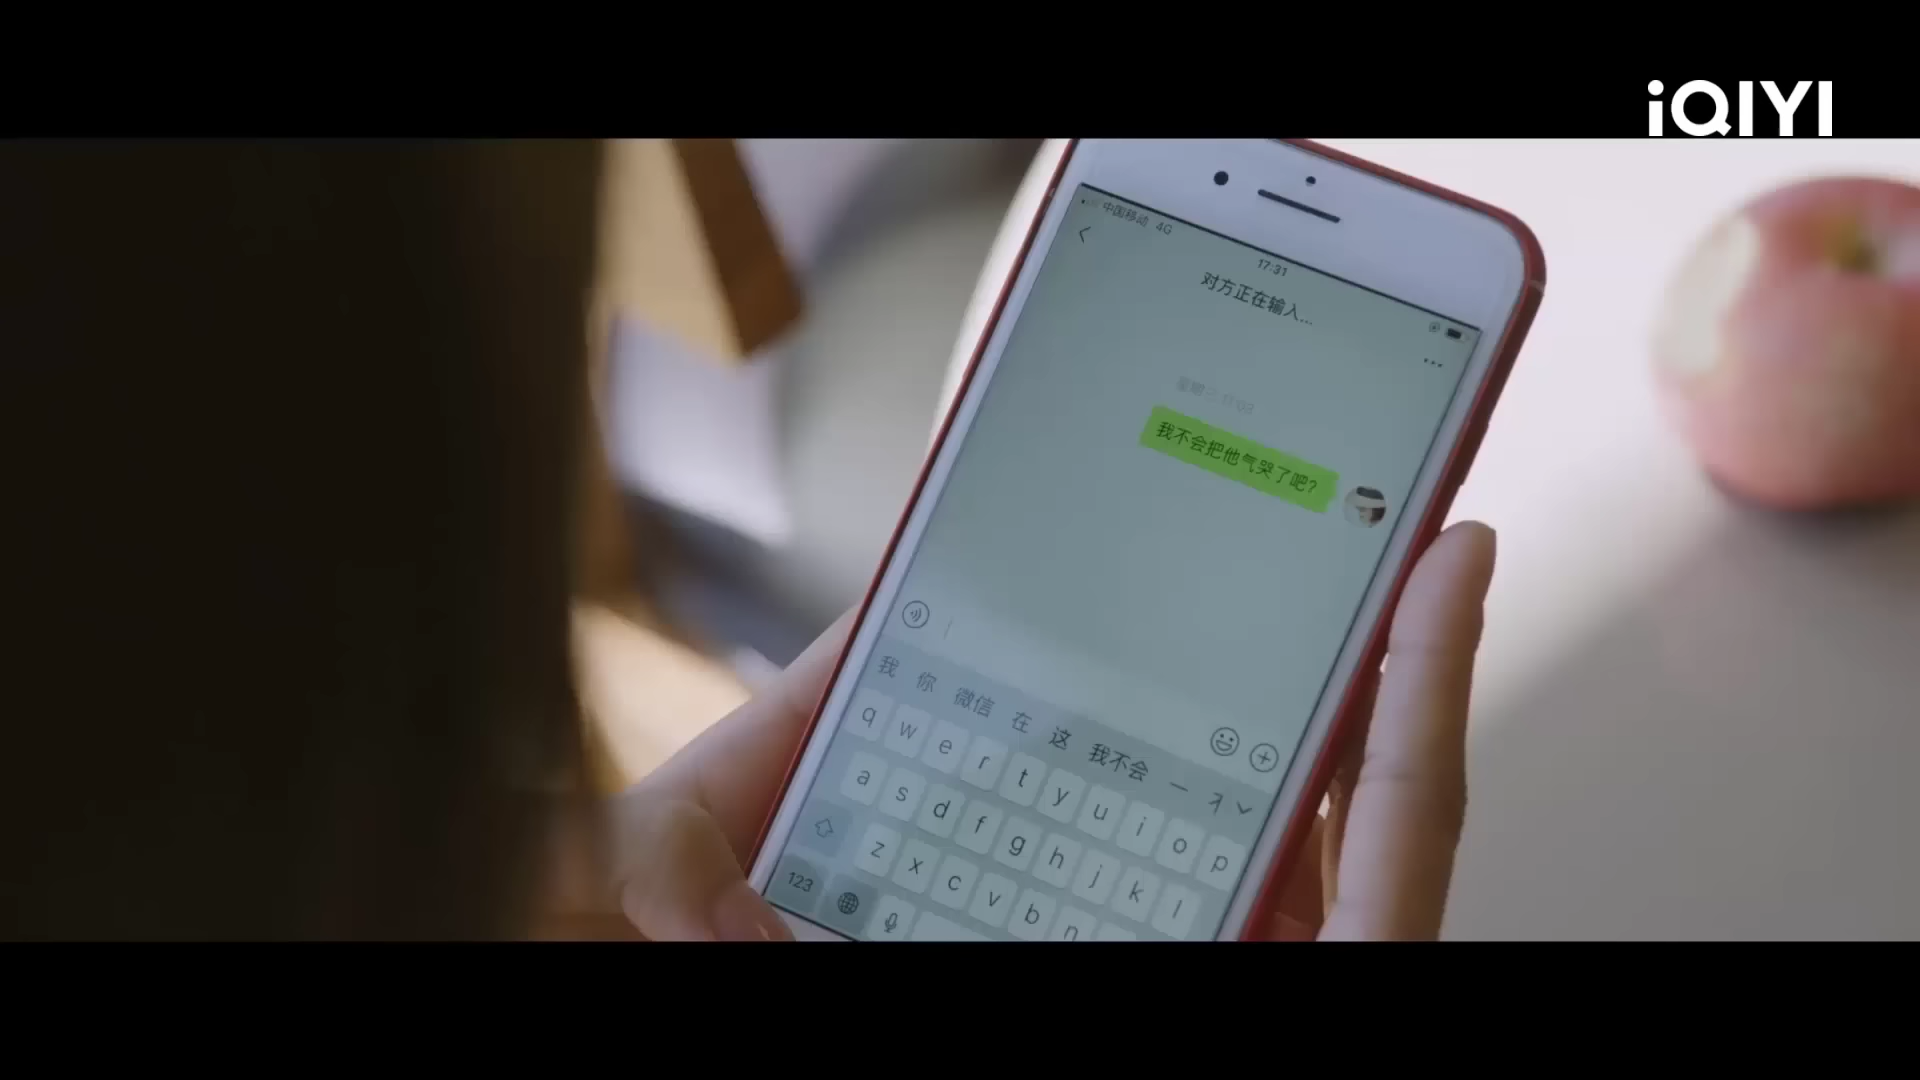 iQIYI
中国移动 4G
17:31
对方正在输入...
我不会把他气哭了吧?
我 你 微信 在 这 我不会 一
q w e r t y u i o p
a s d f g h j k l
z x c v b n
123